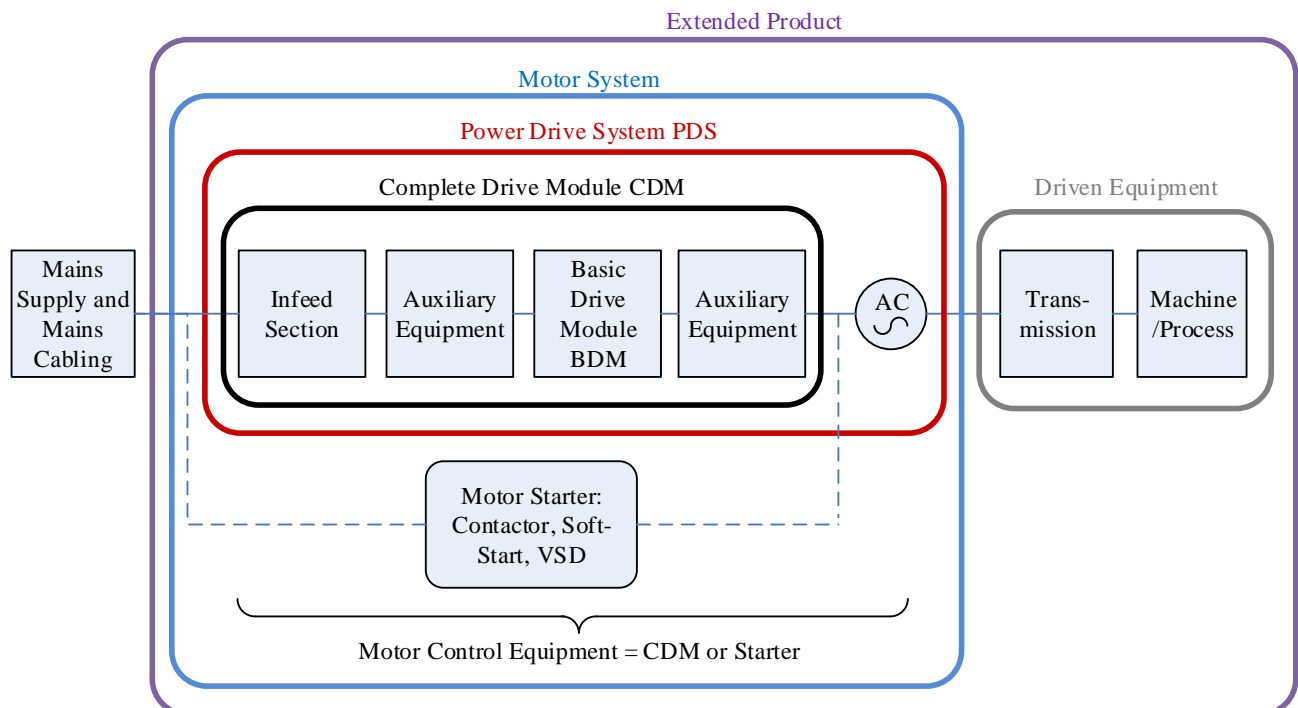 Extended Product
Motor System
Power Drive System PDS
Complete Drive Module CDM
Driven Equipment
Mains
Supply and
Mains
Cabling
Infeed
Section
Auxiliary
Equipment
Basic
Drive
Module
BDM
Auxiliary
Equipment
AC
Trans-
mission
Machine
/Process
Motor Starter:
Contactor, Soft-
Start, VSD
Motor Control Equipment = CDM or Starter